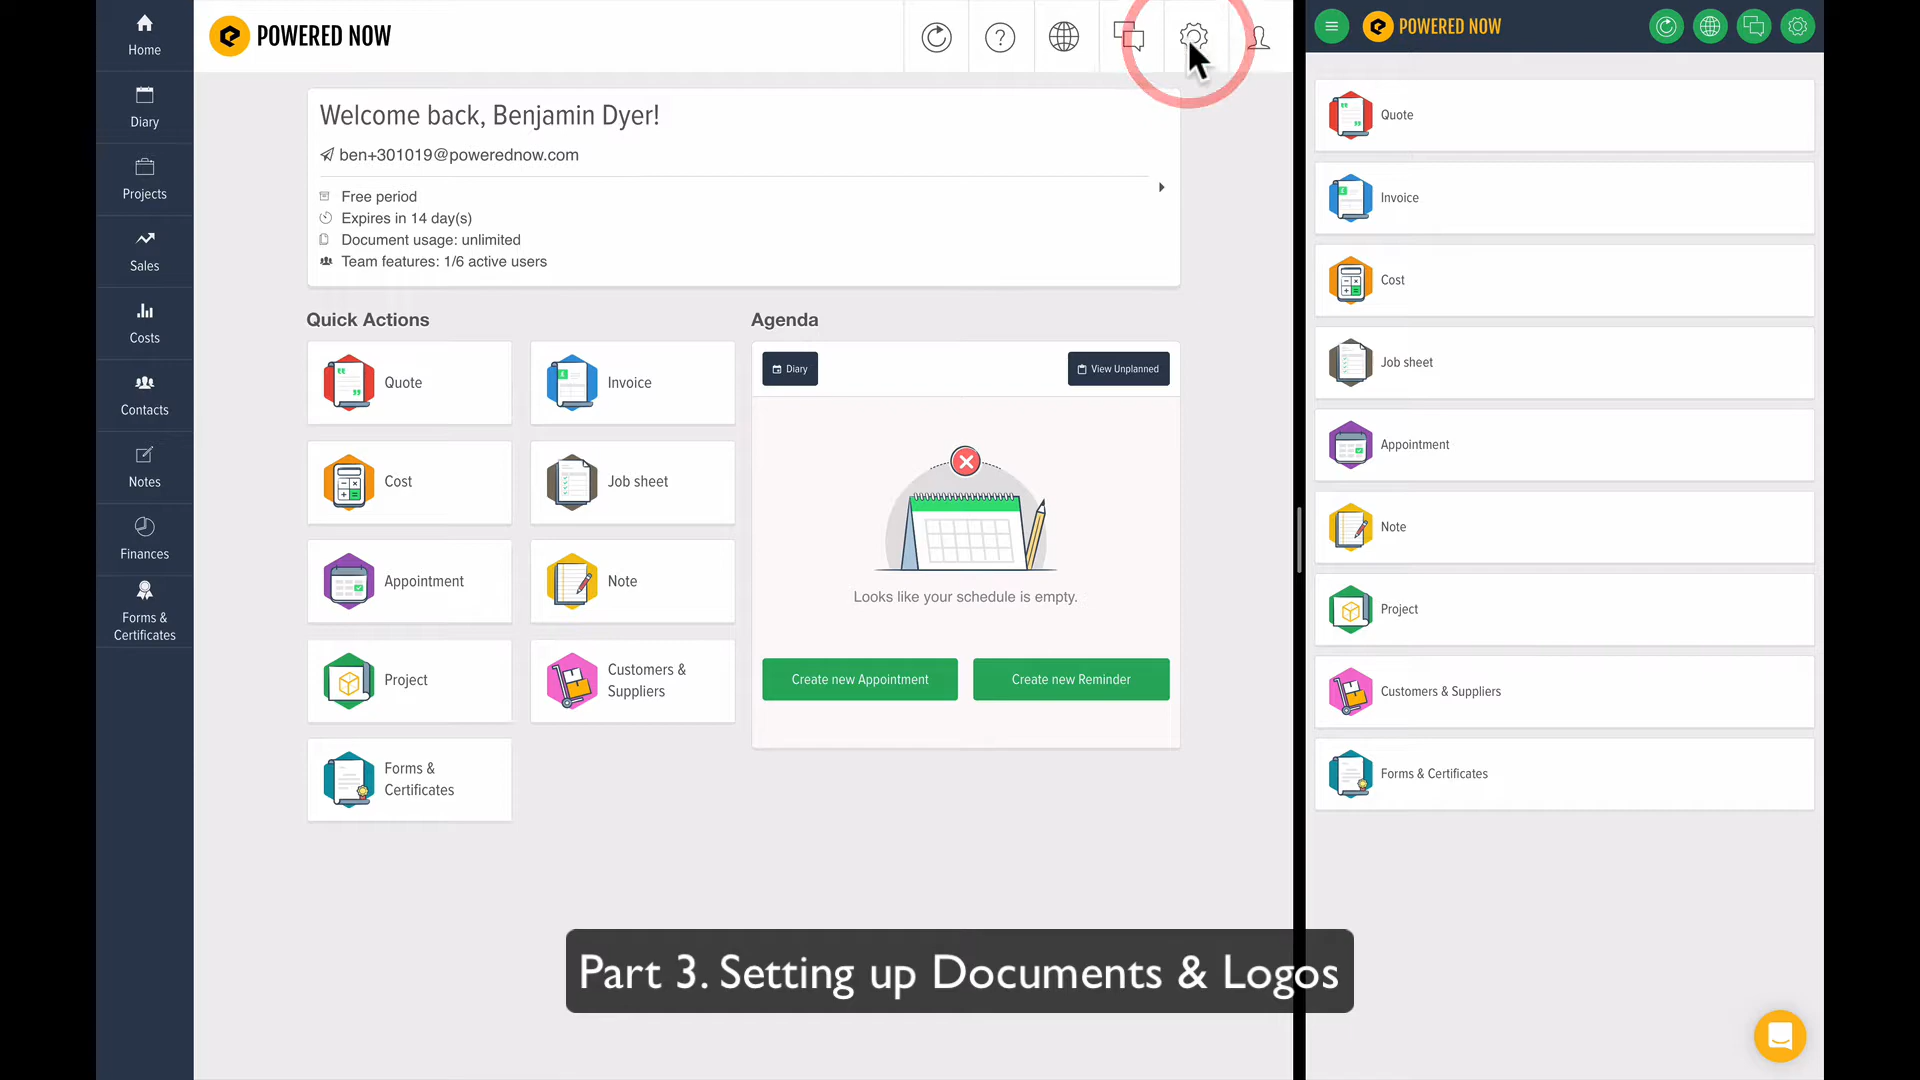 Home
Diary
Projects
Sales
Costs
Contacts
Notes
Finances
Forms &
Certificates
POWERED NOW
Welcome back, Benjamin Dyer!
ben+301019@powerednow.com
Free period
Expires in 14 day(s)
Document usage: unlimited
Team features: 1/6 active users
Quick Actions
Quote
Invoice
Cost
Job sheet
Appointment
Note
Project
Customers &
Suppliers
Forms &
Certificates
Agenda
Diary
View Unplanned
Looks like your schedule is empty.
Create new Appointment
Create new Reminder
POWERED NOW
Quote
Invoice
Cost
Job sheet
Appointment
Note
Project
Customers & Suppliers
Forms & Certificates
Part 3. Setting up Documents & Logos